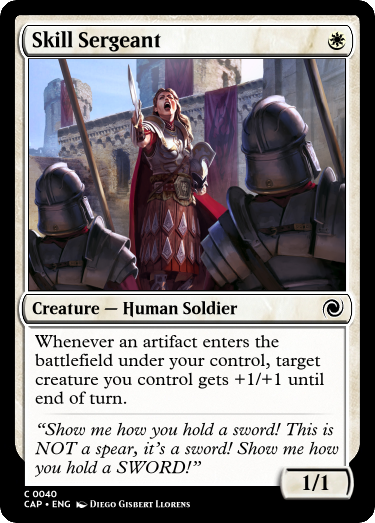 Skill Sergeant
Creature — Human Soldier
Whenever an artifact enters the
battlefield under your control, target
creature you control gets +1/+1 until
end of turn.
“Show me how you hold a sword! This is
NOT a spear, it’s a sword! Show me how
you hold a SWORD!”
1/1
C 0040
CAP • ENG Diego Gisbert Llorens